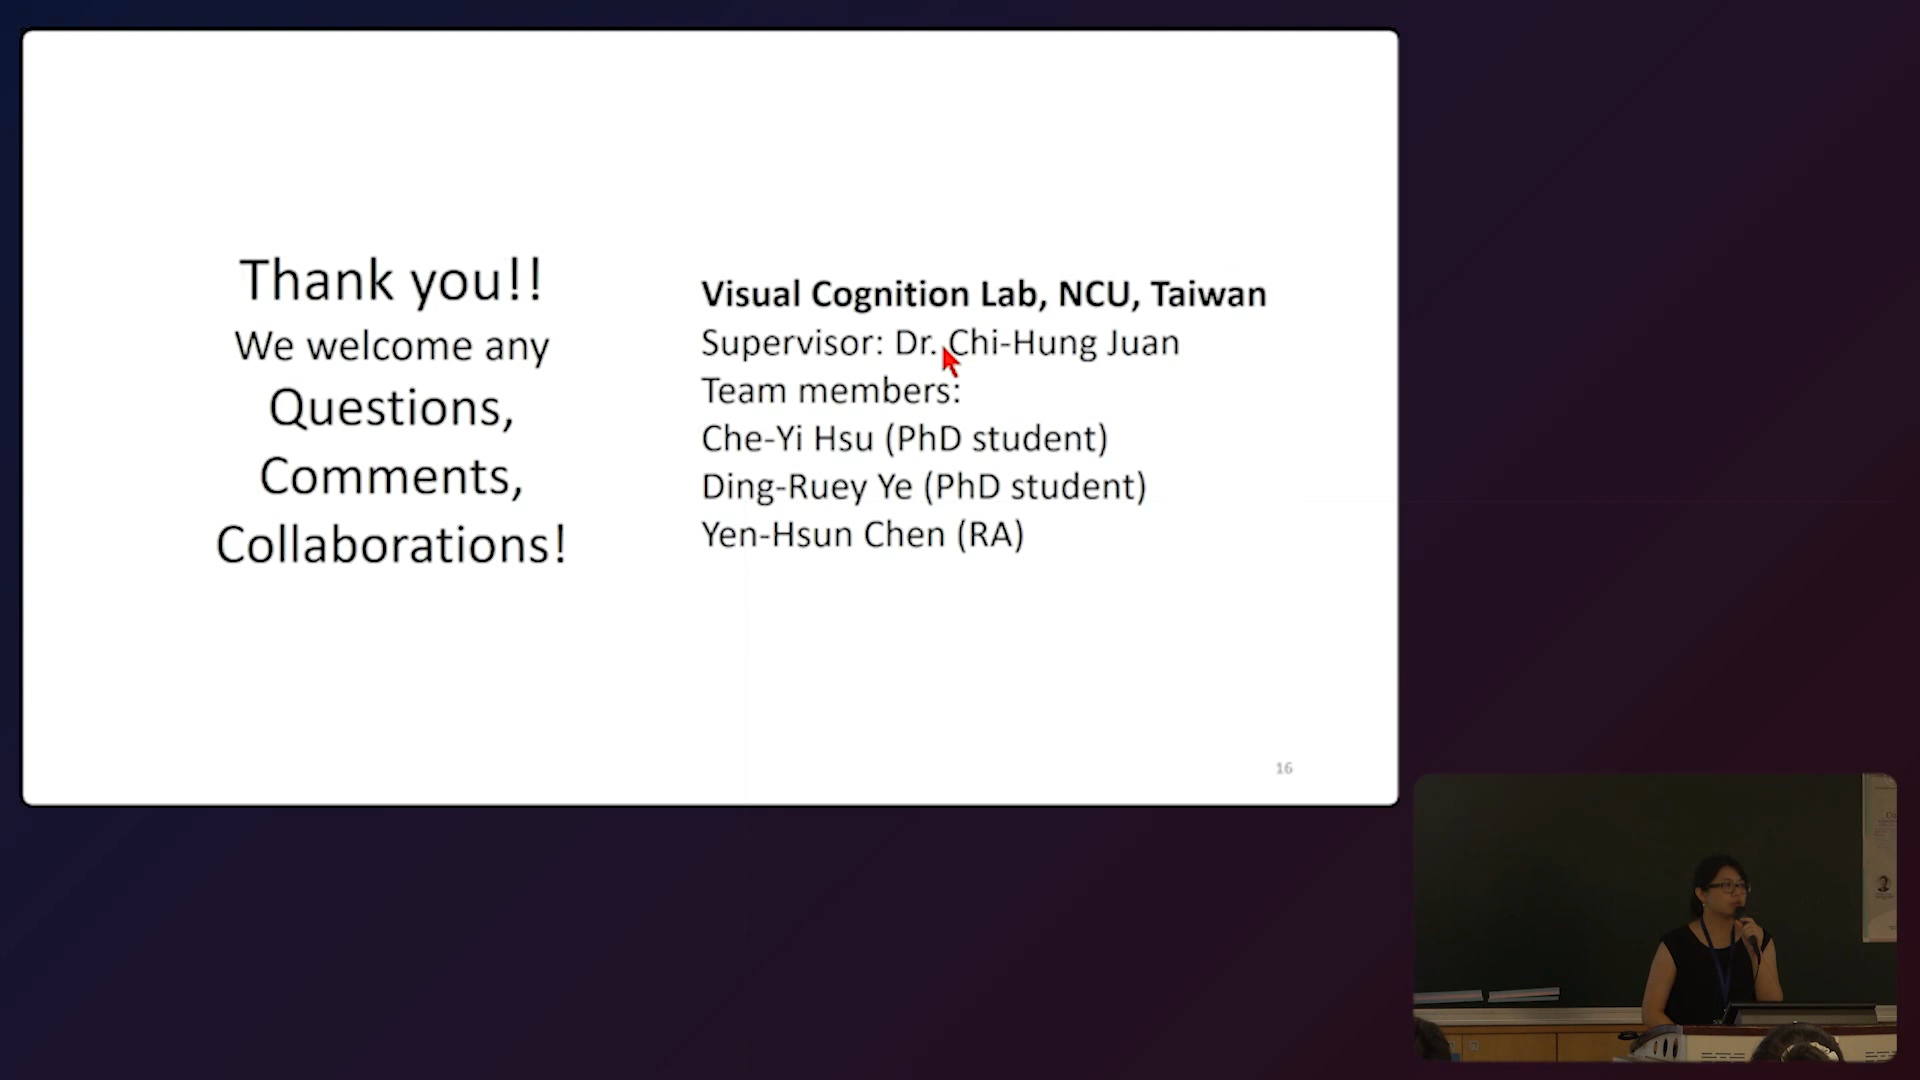 Thank you!!
We welcome any
Questions,
Comments,
Collaborations!
Visual Cognition Lab, NCU, Taiwan
Supervisor: Dr. Chi-Hung Juan
Team members:
Che-Yi Hsu (PhD student)
Ding-Ruey Ye (PhD student)
Yen-Hsun Chen (RA)
16